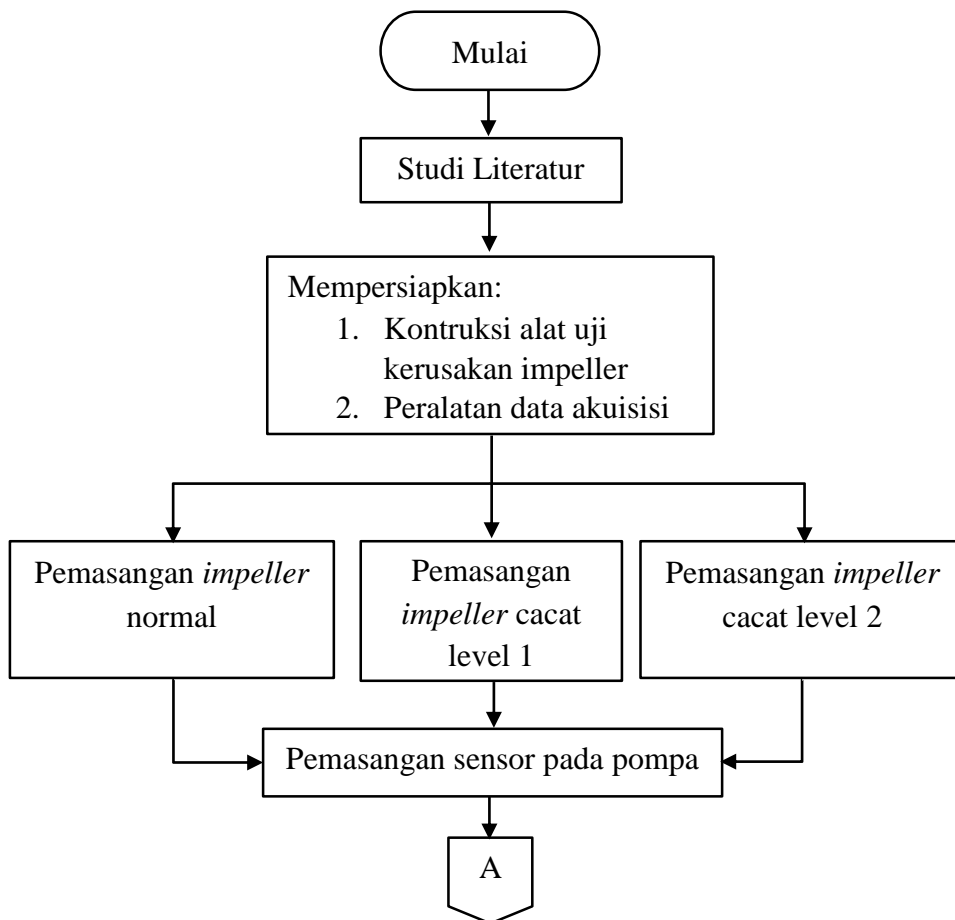 Mulai
Studi Literatur
Mempersiapkan:
1. Kontruksi alat uji
kerusakan impeller
2. Peralatan data akuisisi
Pemasangan impeller
normal
Pemasangan
impeller cacat
level 1
Pemasangan impeller
cacat level 2
Pemasangan sensor pada pompa
A